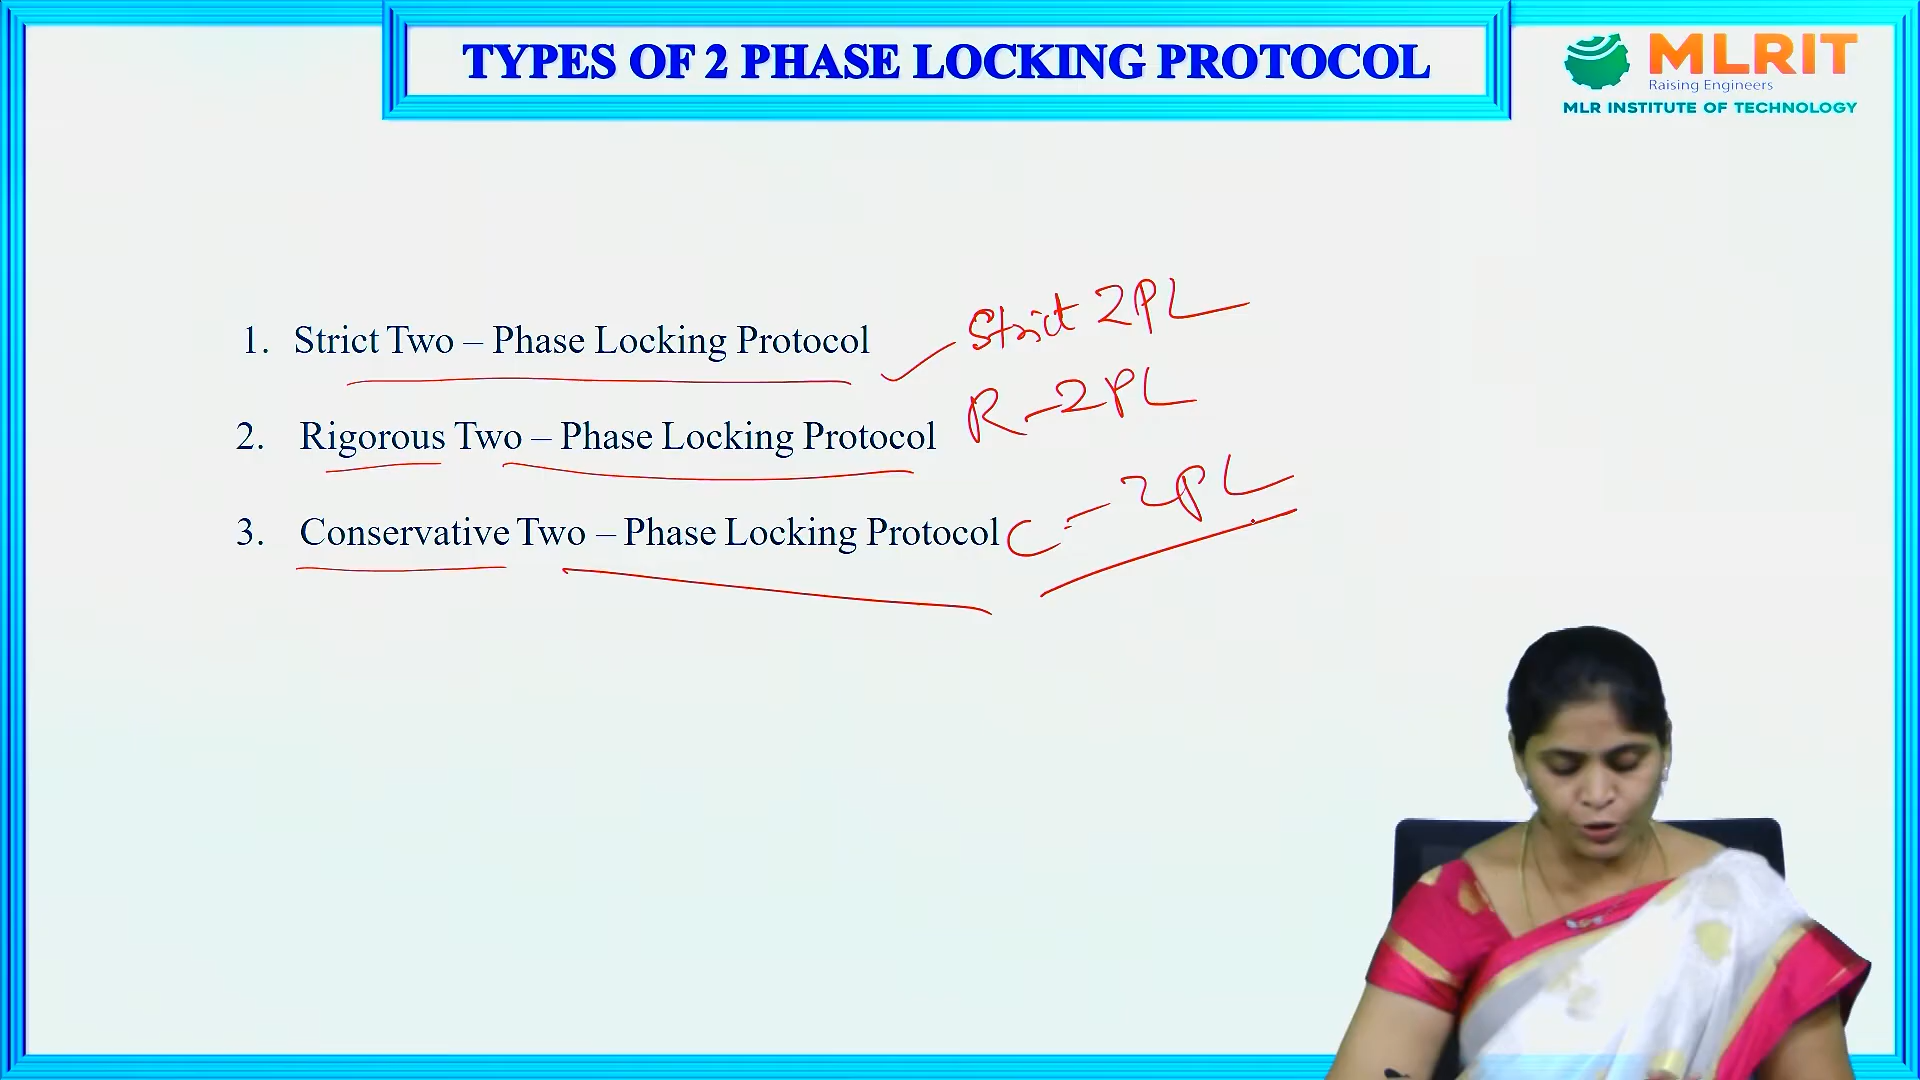 TYPES OF 2 PHASE LOCKING PROTOCOL
MLRIT
Raising Engineers
MLR INSTITUTE OF TECHNOLOGY
1. Strict Two – Phase Locking Protocol
Strict 2PL
2. Rigorous Two – Phase Locking Protocol
R-2PL
3. Conservative Two – Phase Locking Protocol
C-2PL